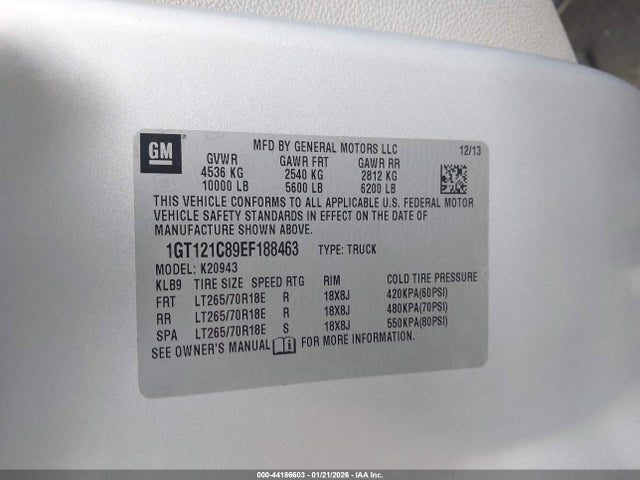 GM
MFD BY GENERAL MOTORS LLC 12/13
GVWR GAWR FRT GAWR RR
4536 KG 2540 KG 2812 KG
10000 LB 5600 LB 6200 LB
THIS VEHICLE CONFORMS TO ALL APPLICABLE U.S. FEDERAL MOTOR
VEHICLE SAFETY STANDARDS IN EFFECT ON THE DATE OF
MANUFACTURE SHOWN ABOVE.
1GT121C89EF188463 TYPE: TRUCK
MODEL: K20943
KLB9 TIRE SIZE SPEED RTG RIM COLD TIRE PRESSURE
FRT LT265/70R18E R 18X8J 420KPA(60PSI)
RR LT265/70R18E R 18X8J 480KPA(70PSI)
SPA LT265/70R18E S 18X8J 550KPA(80PSI)
SEE OWNER'S MANUAL i FOR MORE INFORMATION.
000-44186603 - 01/21/2026 - IAA Inc.